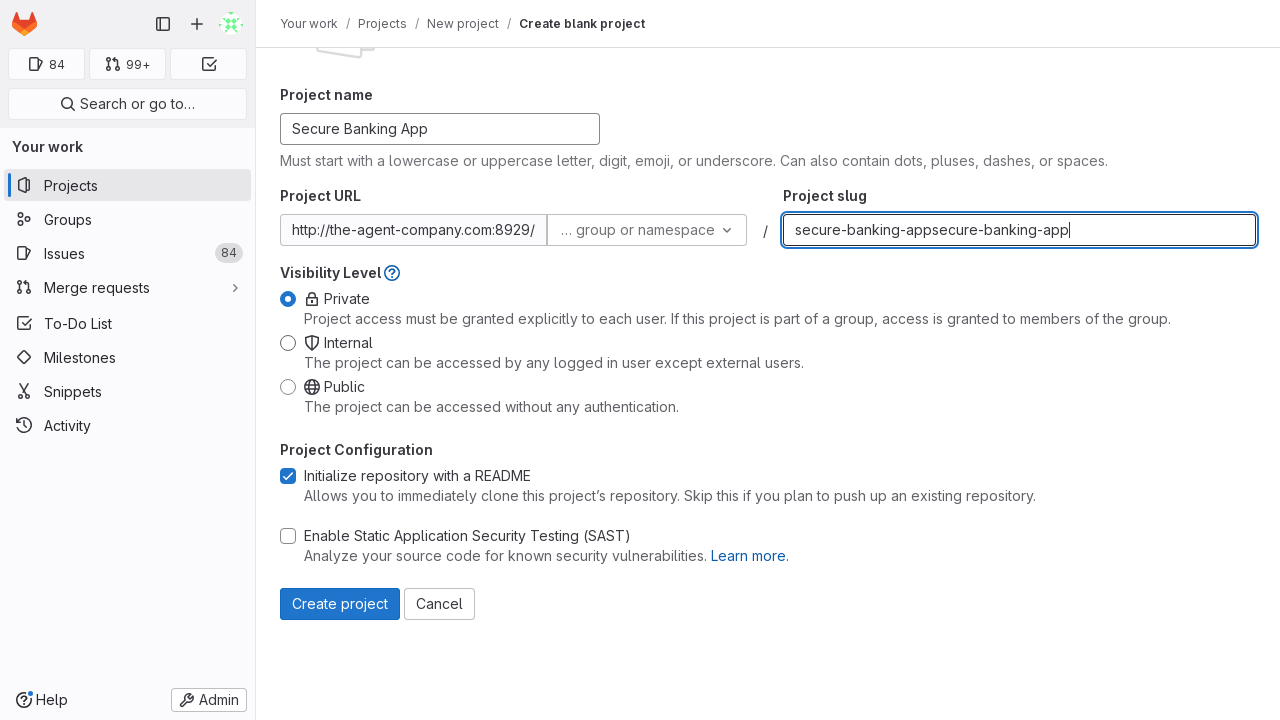 Your work / Projects / New project / Create blank project
84
99+
Search or go to…
Your work
Projects
Groups
Issues 84
Merge requests
To-Do List
Milestones
Snippets
Activity
Help
Admin
Project name
Secure Banking App
Must start with a lowercase or uppercase letter, digit, emoji, or underscore. Can also contain dots, pluses, dashes, or spaces.
Project URL
http://the-agent-company.com:8929/
… group or namespace
/
Project slug
secure-banking-appsecure-banking-app
Visibility Level
Private
Project access must be granted explicitly to each user. If this project is part of a group, access is granted to members of the group.
Internal
The project can be accessed by any logged in user except external users.
Public
The project can be accessed without any authentication.
Project Configuration
Initialize repository with a README
Allows you to immediately clone this project’s repository. Skip this if you plan to push up an existing repository.
Enable Static Application Security Testing (SAST)
Analyze your source code for known security vulnerabilities. Learn more.
Create project
Cancel